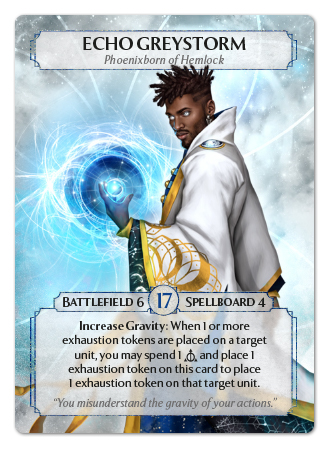 ECHO GREYSTORM
Phoenixborn of Hemlock
BATTLEFIELD 6 17 SPELLBOARD 4
Increase Gravity: When 1 or more
exhaustion tokens are placed on a target
unit, you may spend 1 and place 1
exhaustion token on this card to place
1 exhaustion token on that target unit.
"You misunderstand the gravity of your actions."